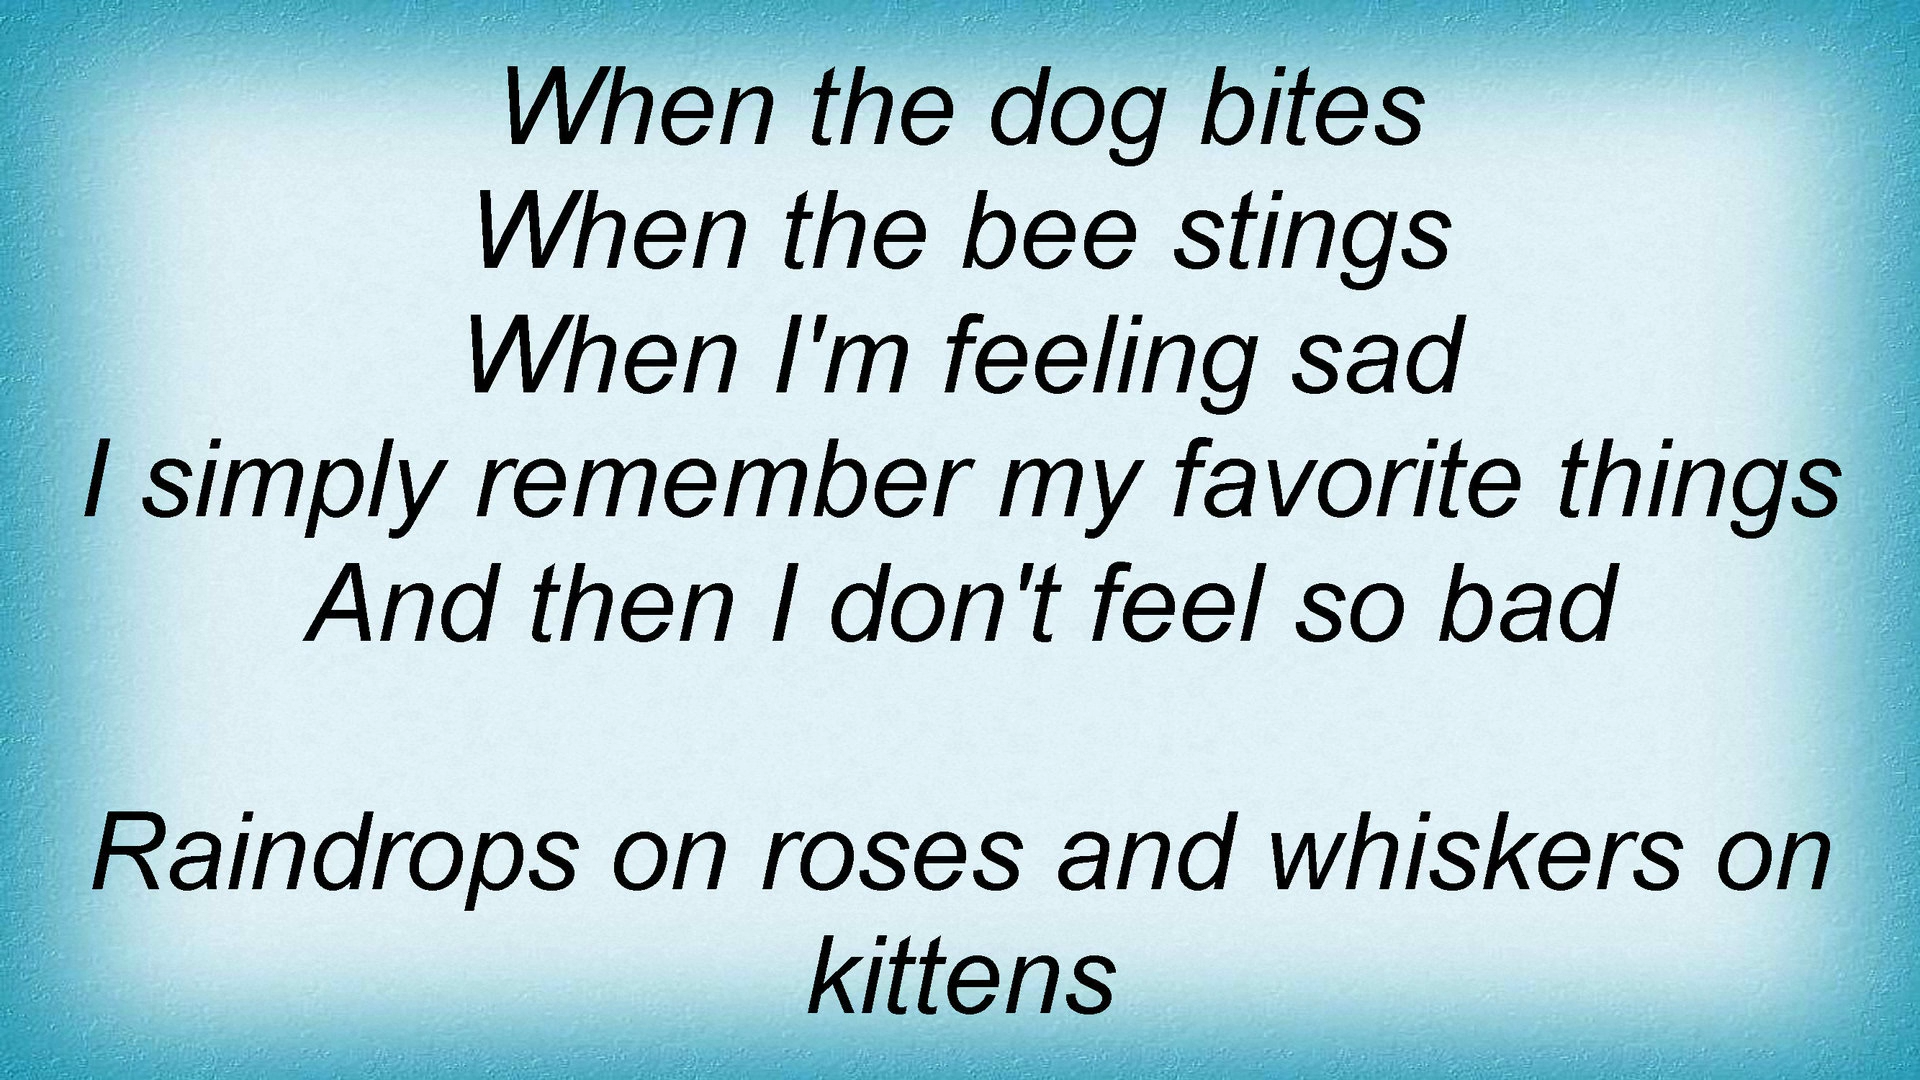 When the dog bites
When the bee stings
When I'm feeling sad
I simply remember my favorite things
And then I don't feel so bad
Raindrops on roses and whiskers on
kittens